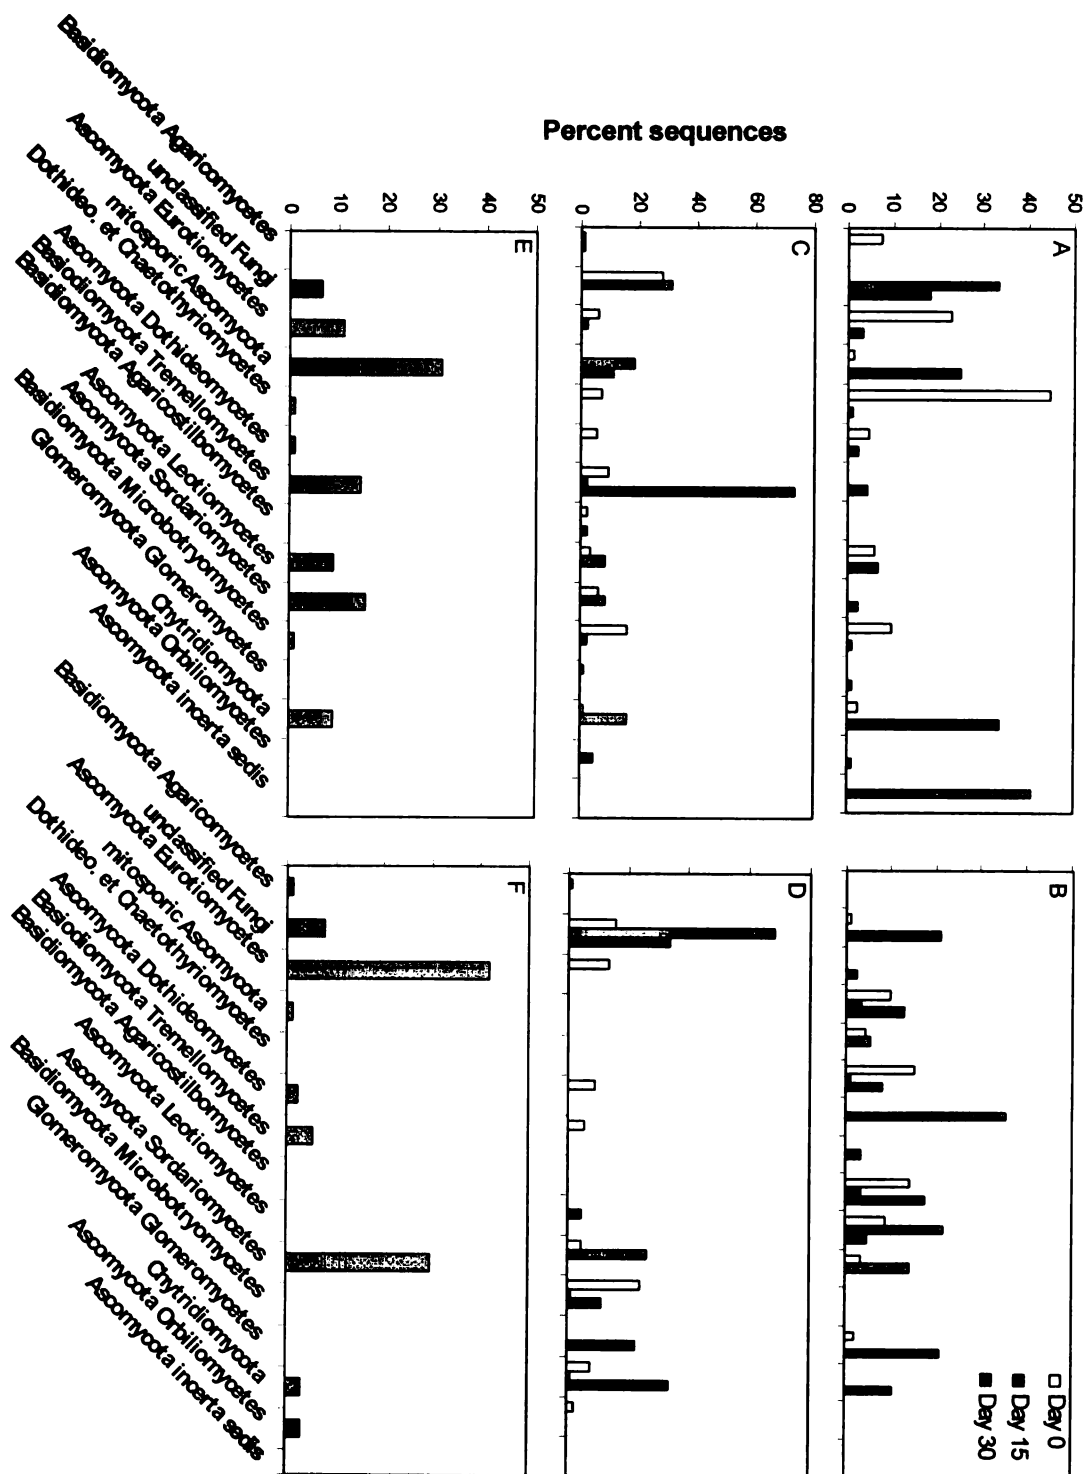 Percent sequences
A
50
40
30
20
10
0
B
Day 0
Day 15
Day 30
C
80
60
40
20
0
D
E
50
40
30
20
10
0
F
Basidiomycota Agaricomycetes
unclassified Fungi
Ascomycota Eurotiomycetes
mitosporic Ascomycota
Dothideo. et Chaetothyriomycetes
Ascomycota Dothideomycetes
Basiodiomycota Tremellomycetes
Basidiomycota Agaricostilbomycetes
Ascomycota Leotiomycetes
Ascomycota Sordariomycetes
Basidiomycota Microbotryomycetes
Glomeromycota Glomeromycetes
Chytridiomycota
Ascomycota Orbiliomycetes
Ascomycota incerta sedis
Basidiomycota Agaricomycetes
unclassified Fungi
Ascomycota Eurotiomycetes
mitosporic Ascomycota
Dothideo. et Chaetothyriomycetes
Ascomycota Dothideomycetes
Basiodiomycota Tremellomycetes
Basidiomycota Agaricostilbomycetes
Ascomycota Leotiomycetes
Ascomycota Sordariomycetes
Basidiomycota Microbotryomycetes
Glomeromycota Glomeromycetes
Chytridiomycota
Ascomycota Orbiliomycetes
Ascomycota incerta sedis